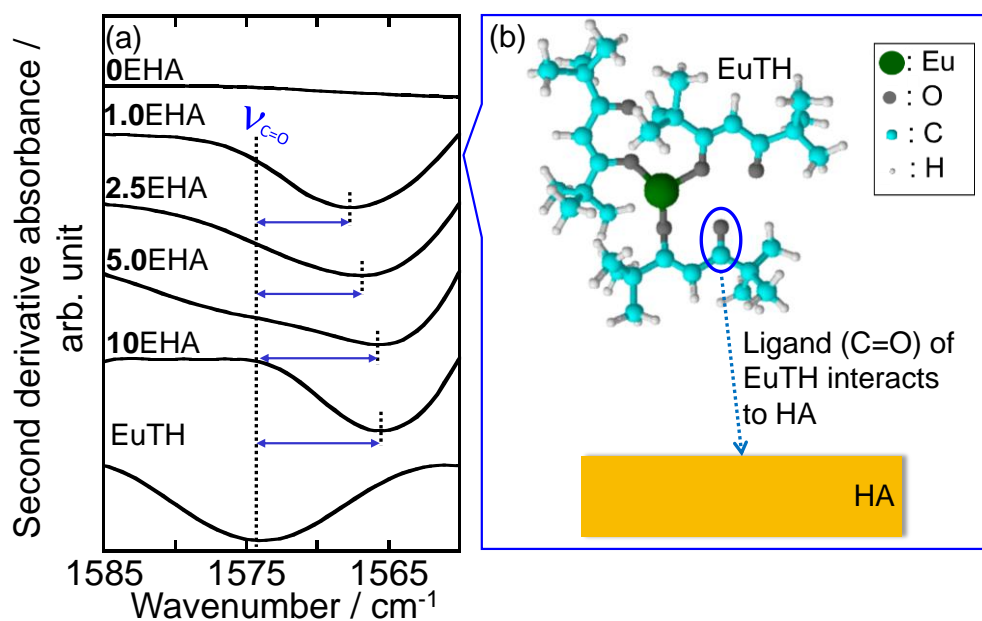 (a)
0EHA
1.0EHA
νC=O
2.5EHA
5.0EHA
10EHA
EuTH
Second derivative absorbance /
arb. unit
1585
1575
1565
Wavenumber / cm-1
(b)
EuTH
: Eu
: O
: C
: H
Ligand (C=O) of
EuTH interacts
to HA
HA